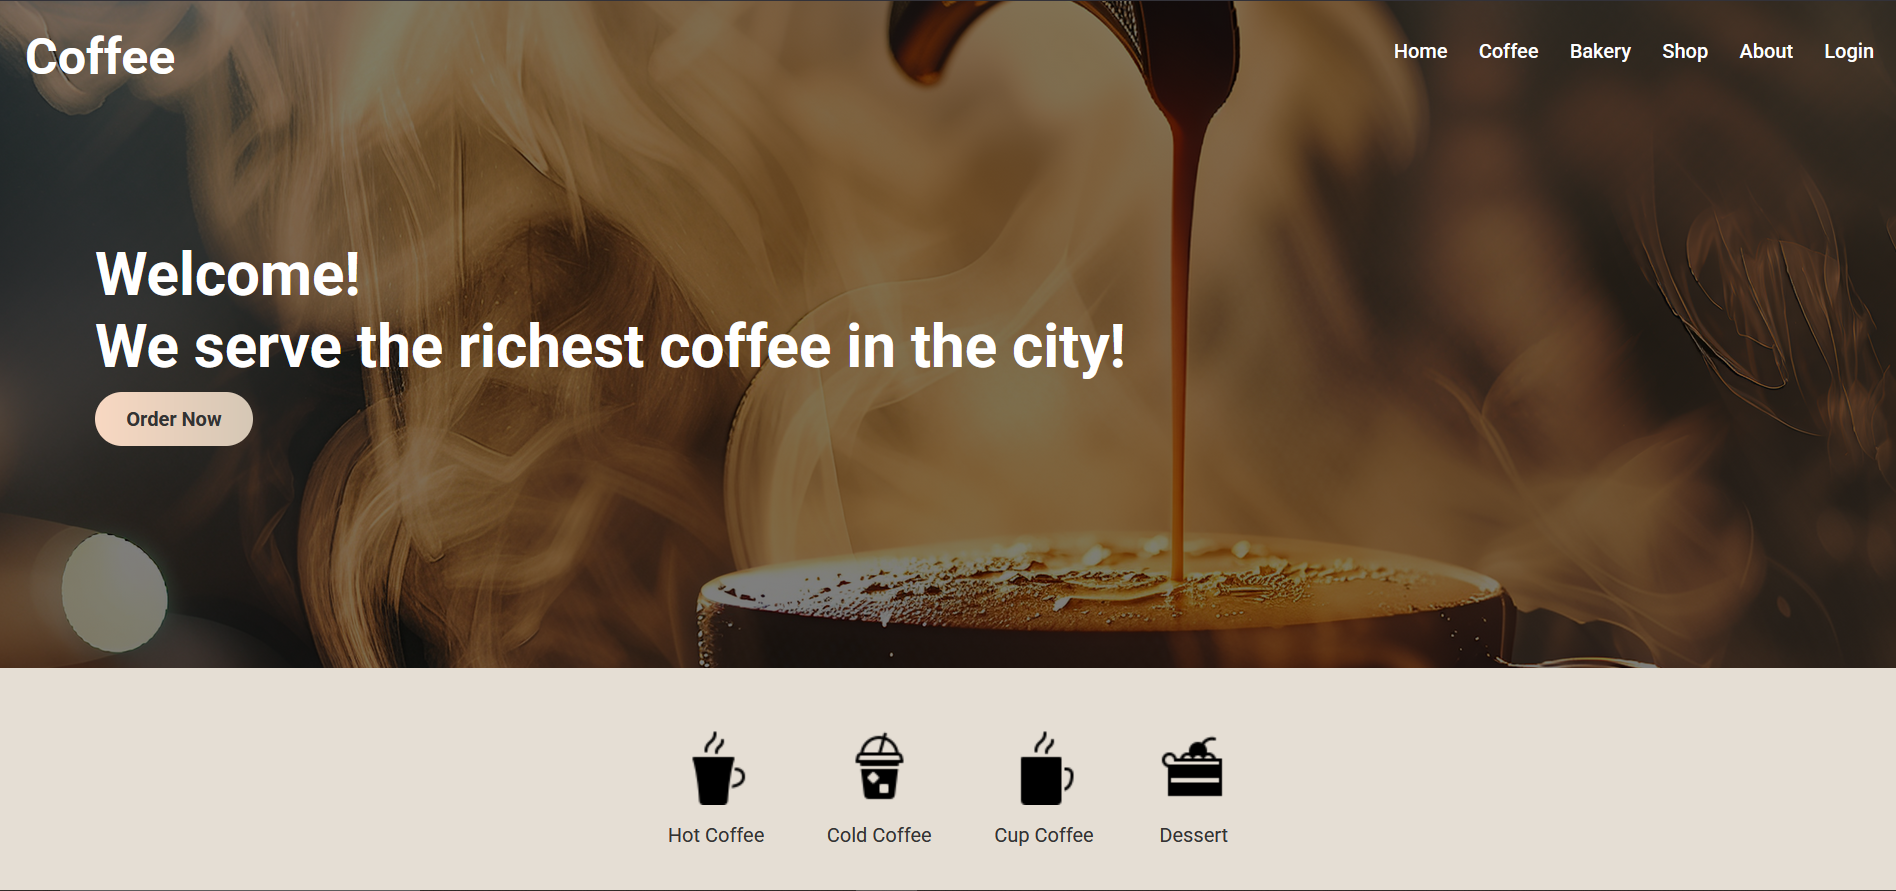 Coffee
Home Coffee Bakery Shop About Login
Welcome!
We serve the richest coffee in the city!
Order Now
Hot Coffee Cold Coffee Cup Coffee Dessert